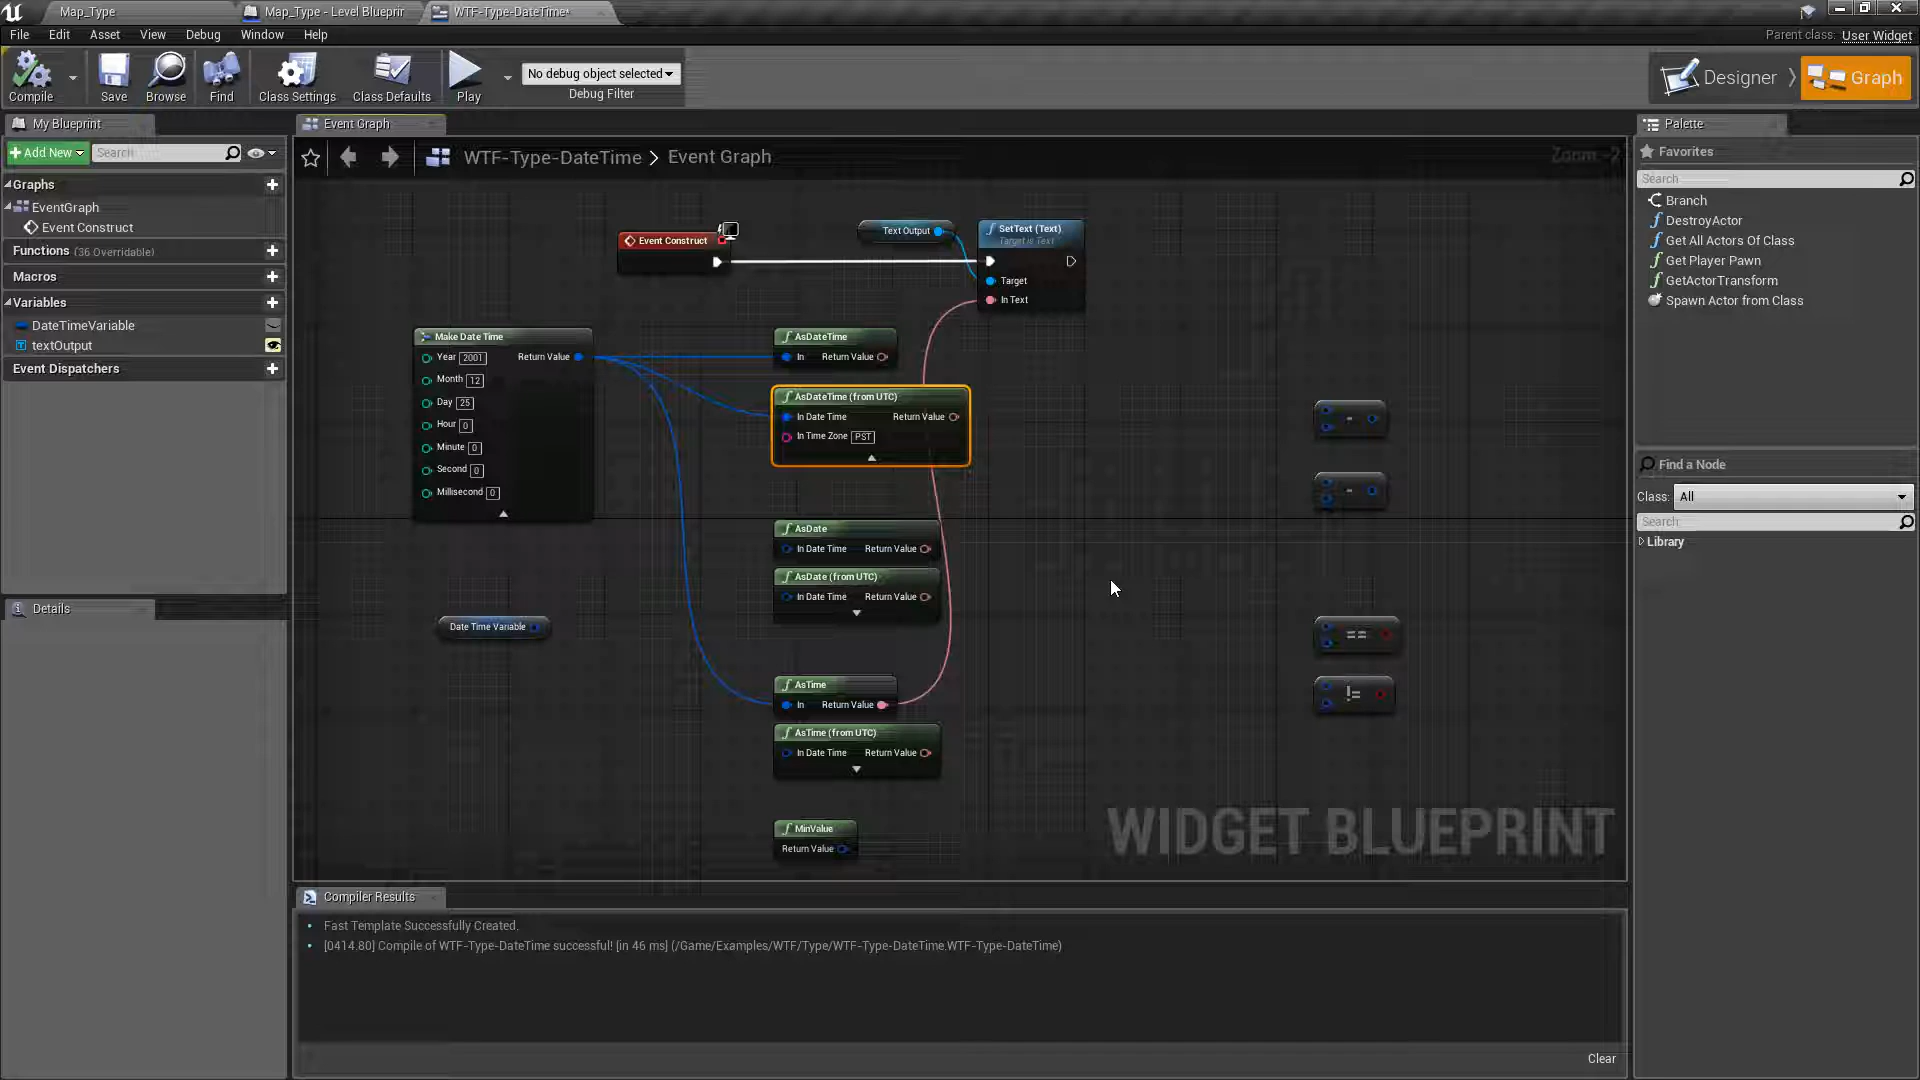 Map_Type
Map_Type - Level Blueprir
WTF-Type-DateTime*
File Edit Asset View Debug Window Help
Parent class: User Widget
Compile
Save
Browse
Find
Class Settings
Class Defaults
Play
No debug object selected
Debug Filter
Designer
Graph
My Blueprint
Add New
Search
Graphs
EventGraph
Event Construct
Functions (36 Overridable)
Macros
Variables
DateTimeVariable
textOutput
Event Dispatchers
Details
Event Graph
WTF-Type-DateTime > Event Graph
Zoom -2
Event Construct
Text Output
SetText (Text)
Target is Text
Target
In Text
Make Date Time
Year 2001 Return Value
Month 12
Day 25
Hour 0
Minute 0
Second 0
Millisecond 0
AsDateTime
In Return Value
AsDateTime (from UTC)
In Date Time Return Value
In Time Zone PST
AsDate
In Date Time Return Value
AsDate (from UTC)
In Date Time Return Value
Date Time Variable
AsTime
In Return Value
AsTime (from UTC)
In Date Time Return Value
MinValue
Return Value
-
-
==
!=
WIDGET BLUEPRINT
Compiler Results
Fast Template Successfully Created.
[0414.80] Compile of WTF-Type-DateTime successful! [in 46 ms] (/Game/Examples/WTF/Type/WTF-Type-DateTime.WTF-Type-DateTime)
Clear
Palette
Favorites
Search
Branch
DestroyActor
Get All Actors Of Class
Get Player Pawn
GetActorTransform
Spawn Actor from Class
Find a Node
Class: All
Search
Library